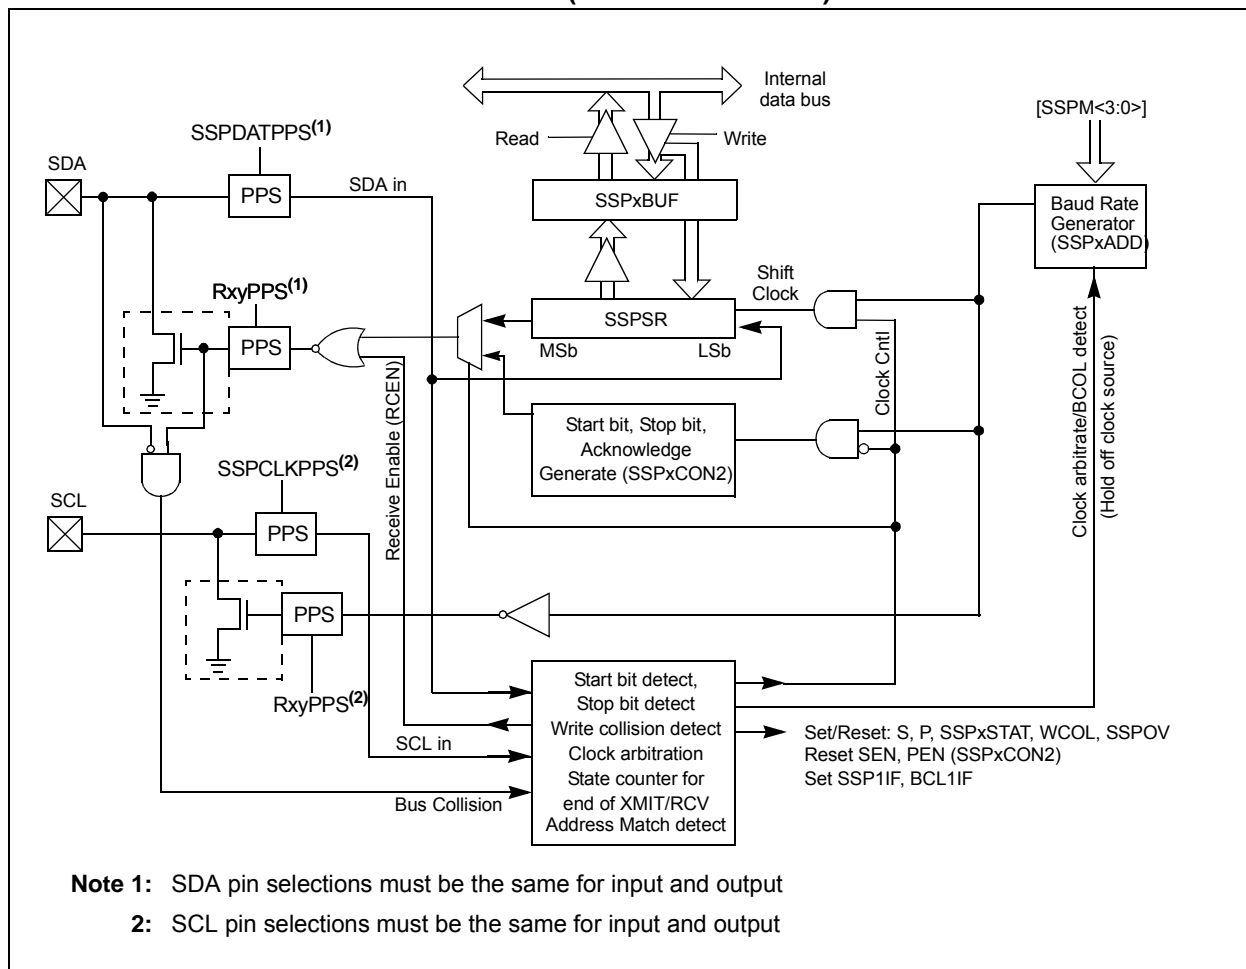 Internal
data bus
[SSPM<3:0>]
SSPDATPPS(1)
Read
Write
SDA
SDA in
PPS
SSPxBUF
Baud Rate
Generator
(SSPxADD)
RxyPPS(1)
Shift
Clock
PPS
SSPSR
MSb
LSb
Clock Cntl
Receive Enable (RCEN)
Clock arbitrate/BCOL detect
(Hold off clock source)
Start bit, Stop bit,
Acknowledge
Generate (SSPxCON2)
SSPCLKPPS(2)
SCL
PPS
PPS
RxyPPS(2)
SCL in
Bus Collision
Start bit detect,
Stop bit detect
Write collision detect
Clock arbitration
State counter for
end of XMIT/RCV
Address Match detect
Set/Reset: S, P, SSPxSTAT, WCOL, SSPOV
Reset SEN, PEN (SSPxCON2)
Set SSP1IF, BCL1IF
Note 1: SDA pin selections must be the same for input and output
2: SCL pin selections must be the same for input and output